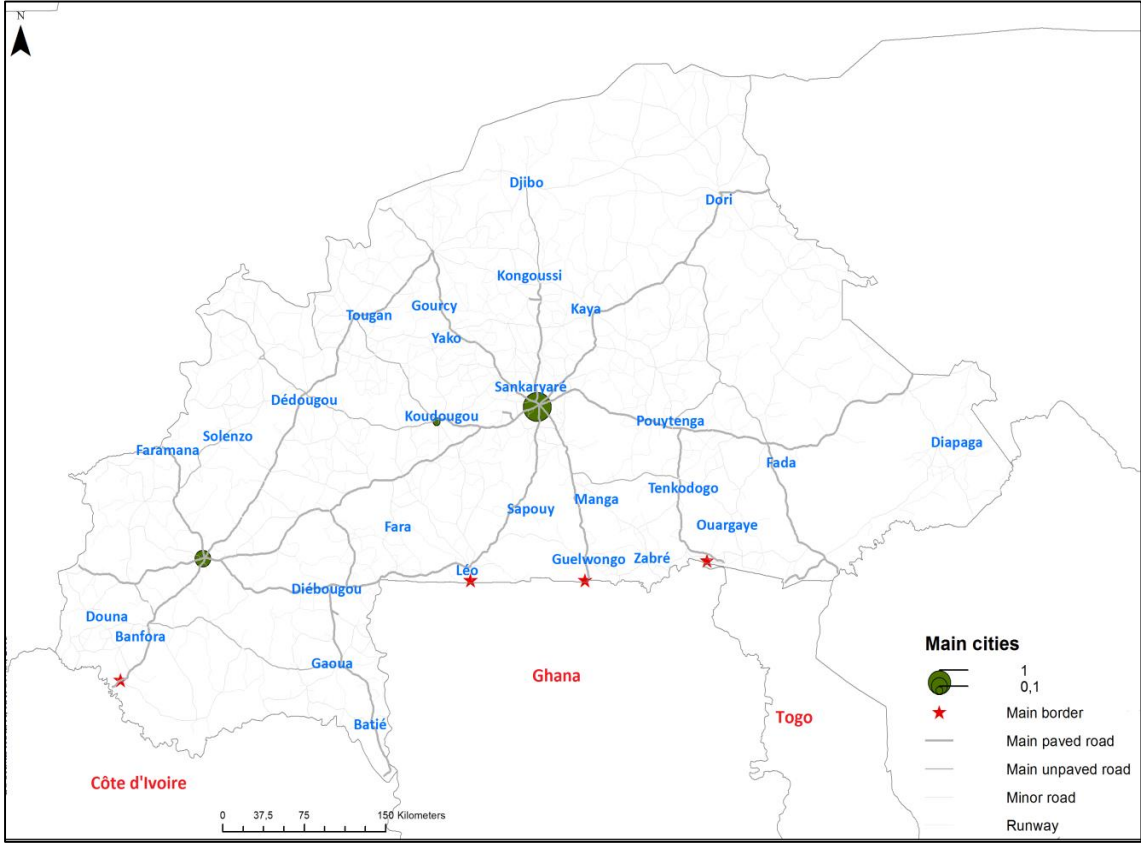 N
Djibo
Dori
Kongoussi
Gourcy
Kaya
Tougan
Yako
Sankaryaré
Dédougou
Koudougou
Pouytenga
Solenzo
Faramana
Diapaga
Fada
Tenkodogo
Manga
Sapouy
Ouargaye
Fara
Guelwongo
Zabré
Léo
Diébougou
Douna
Banfora
Gaoua
Batié
Ghana
Togo
Côte d'Ivoire
Main cities
1
0,1
Main border
Main paved road
Main unpaved road
Minor road
Runway
0 37,5 75 150 Kilometers